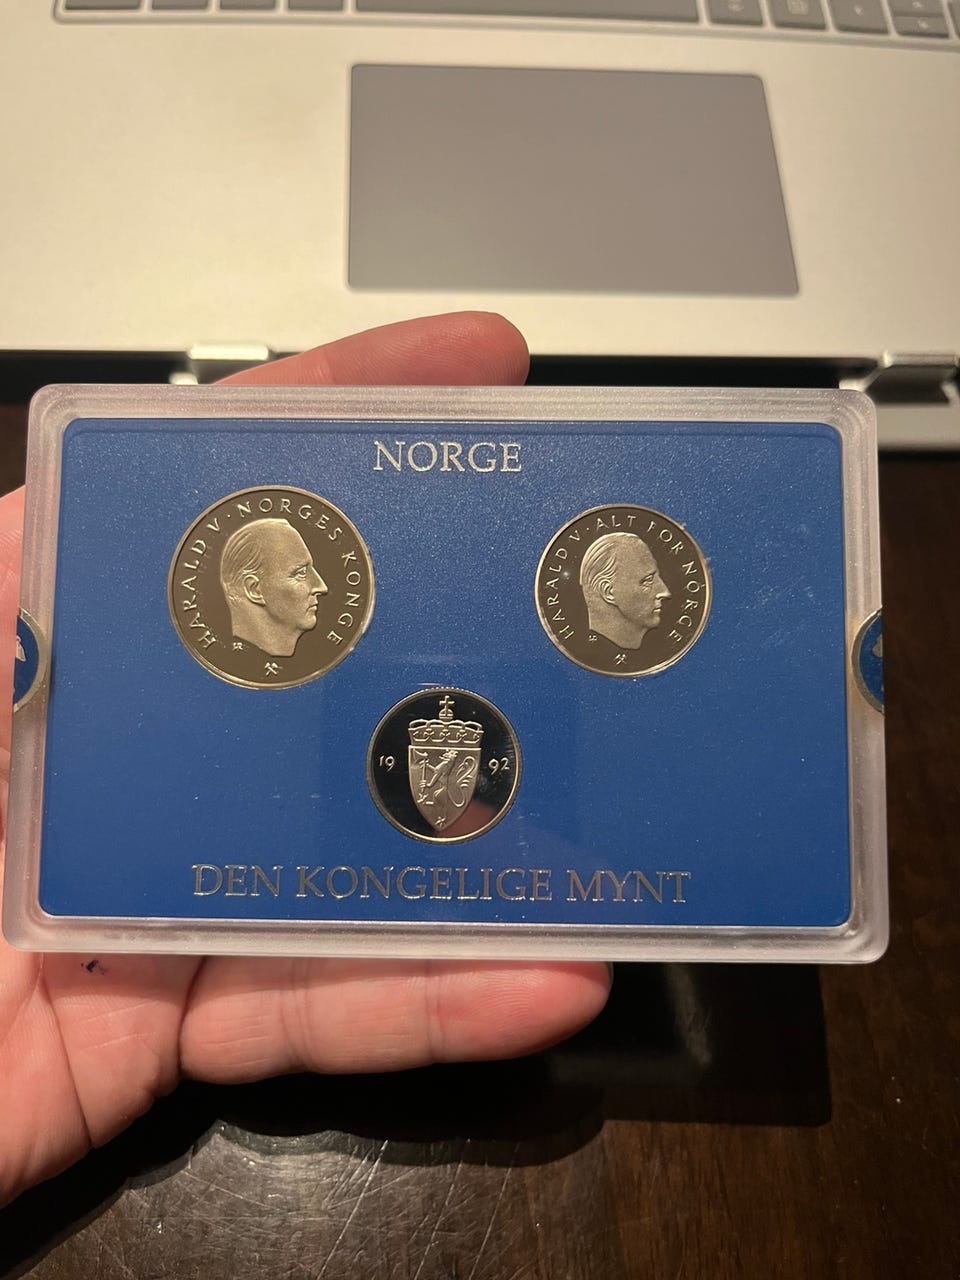 NORGE
HARALD V · NORGES KONGE
HARALD V · ALT FOR NORGE
19 92
DEN KONGELIGE MYNT